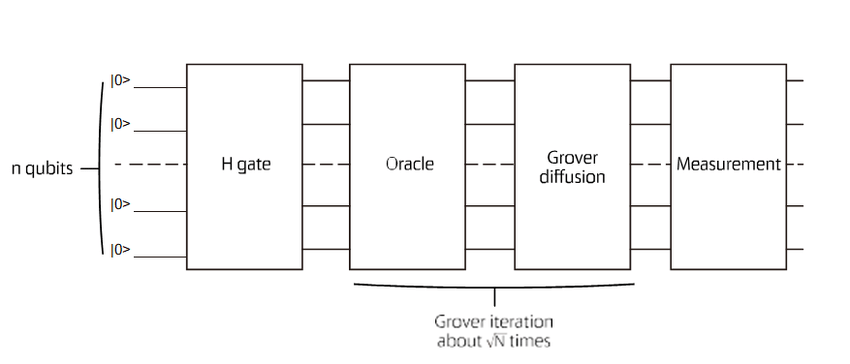 |0>
|0>
n qubits
|0>
|0>
H gate
Oracle
Grover
diffusion
Measurement
Grover iteration
about √N times